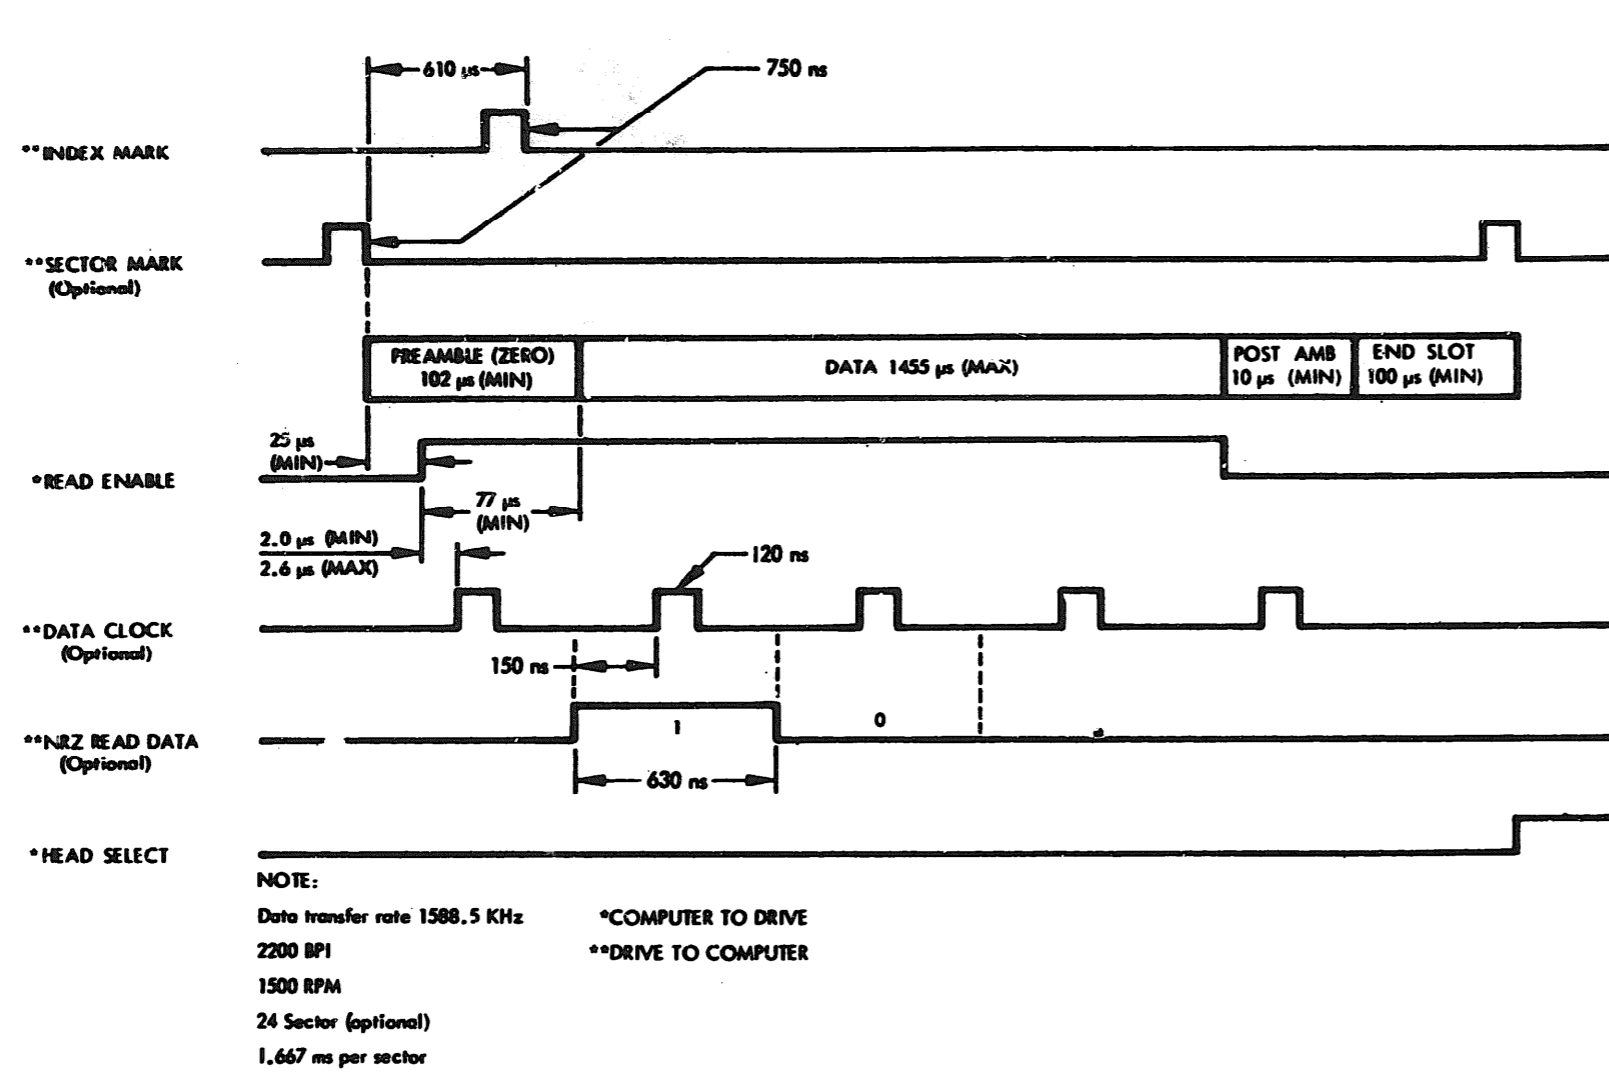 610 µs
750 ns
**INDEX MARK
**SECTOR MARK
(Optional)
PREAMBLE (ZERO)
102 µs (MIN)
DATA 1455 µs (MAX)
POST AMB
10 µs (MIN)
END SLOT
100 µs (MIN)
25 µs
(MIN)
*READ ENABLE
77 µs
(MIN)
2.0 µs (MIN)
2.6 µs (MAX)
120 ns
**DATA CLOCK
(Optional)
150 ns
**NRZ READ DATA
(Optional)
1
0
630 ns
*HEAD SELECT
NOTE:
Data transfer rate 1588.5 KHz
*COMPUTER TO DRIVE
2200 BPI
**DRIVE TO COMPUTER
1500 RPM
24 Sector (optional)
1.667 ms per sector